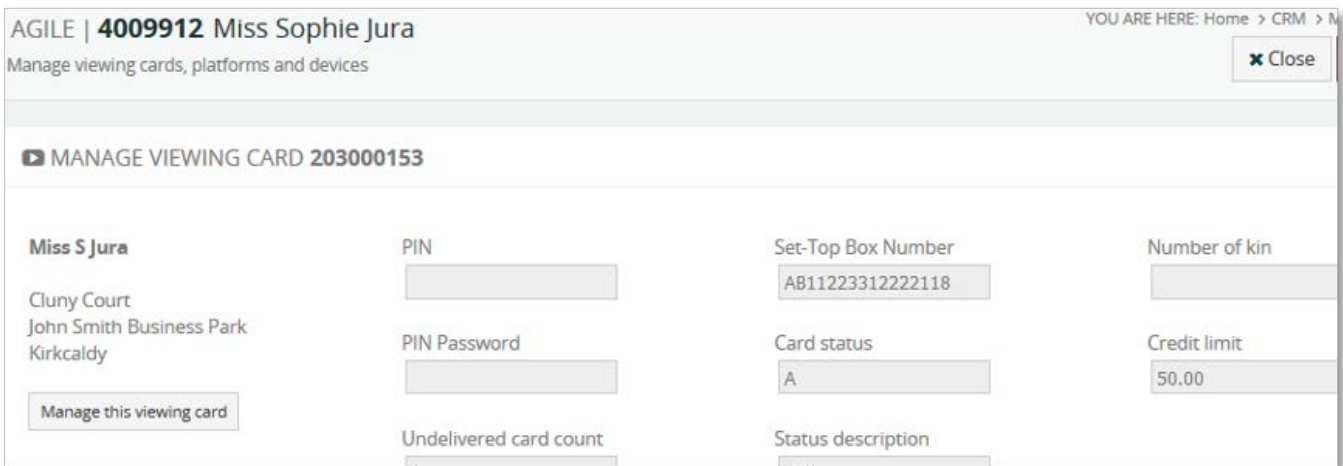 AGILE | 4009912 Miss Sophie Jura
YOU ARE HERE: Home > CRM >
Manage viewing cards, platforms and devices
Close
MANAGE VIEWING CARD 203000153
Miss S Jura
Cluny Court
John Smith Business Park
Kirkcaldy
Manage this viewing card
PIN
PIN Password
Undelivered card count
Set-Top Box Number
AB11223312222118
Card status
A
Status description
Number of kin
Credit limit
50.00